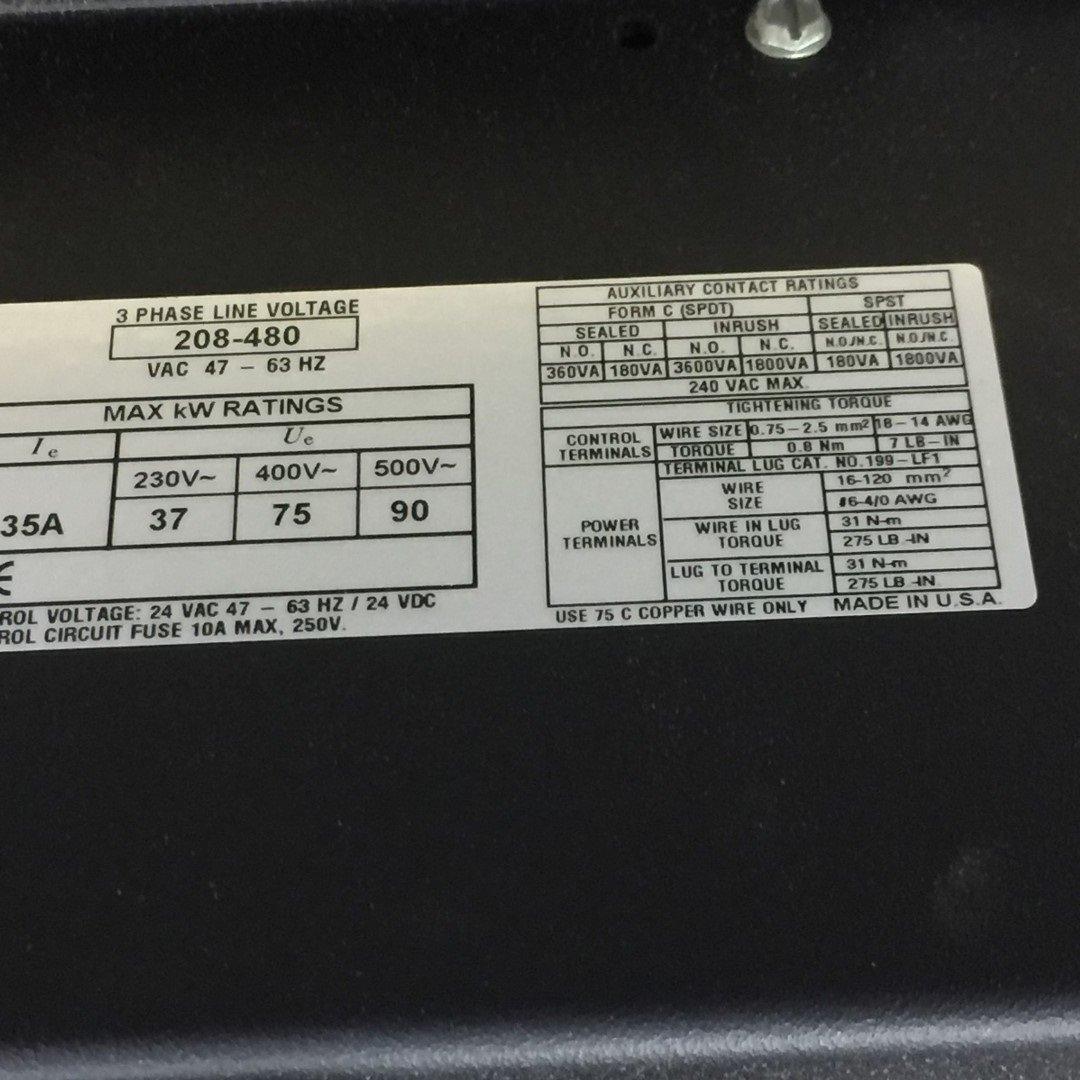 3 PHASE LINE VOLTAGE
208-480
VAC 47 – 63 HZ
MAX kW RATINGS
Ie Ue
230V~ 400V~ 500V~
35A 37 75 90
ROL VOLTAGE: 24 VAC 47 – 63 HZ / 24 VDC
ROL CIRCUIT FUSE 10A MAX, 250V.
AUXILIARY CONTACT RATINGS
FORM C (SPDT) SPST
SEALED INRUSH SEALED INRUSH
N.O. N.C. N.O. N.C. N.O./N.C. N.O./N.C.
360VA 180VA 3600VA 1800VA 180VA 1800VA
240 VAC MAX.
TIGHTENING TORQUE
CONTROL TERMINALS WIRE SIZE 0.75–2.5 mm² 18–14 AWG
TORQUE 0.8 Nm 7 LB–IN
TERMINAL LUG CAT. NO. 199–LF1
POWER TERMINALS WIRE SIZE 16-120 mm²
#6-4/0 AWG
WIRE IN LUG TORQUE 31 N-m
275 LB-IN
LUG TO TERMINAL TORQUE 31 N-m
275 LB-IN
USE 75 C COPPER WIRE ONLY MADE IN U.S.A.